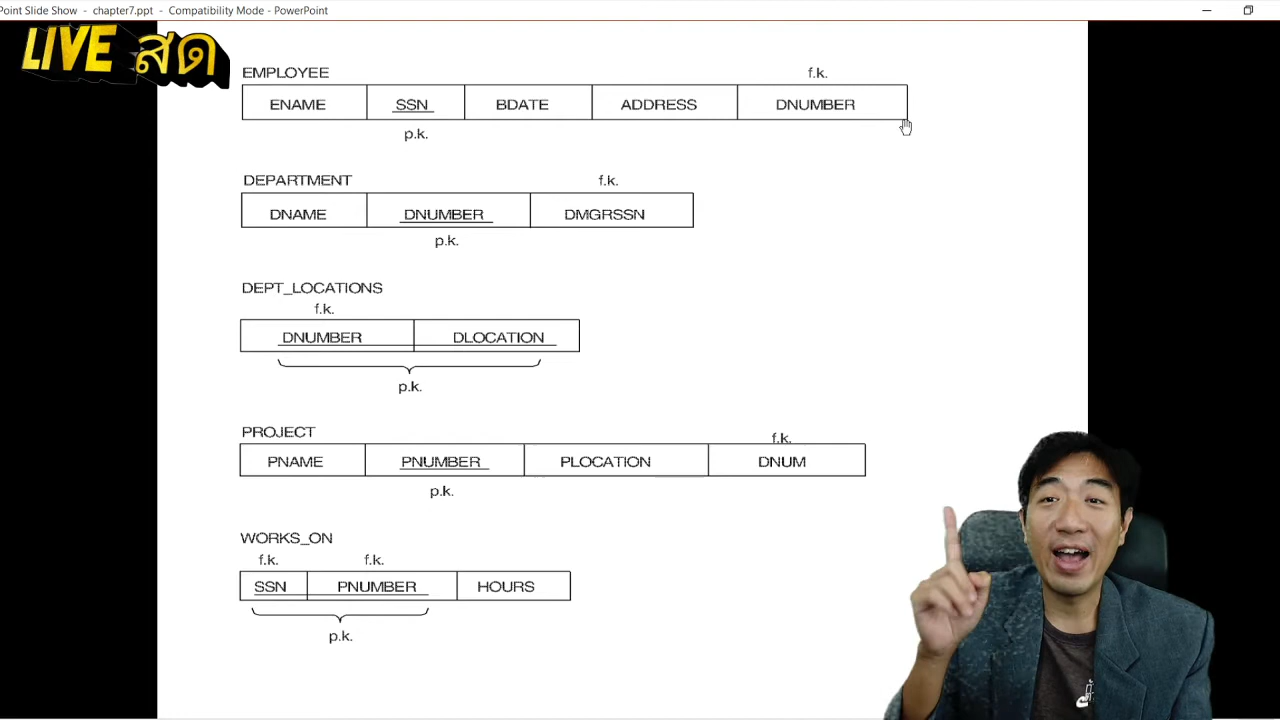 Point Slide Show - chapter7.ppt - Compatibility Mode - PowerPoint
LIVE สด
EMPLOYEE
f.k.
ENAME SSN BDATE ADDRESS DNUMBER
p.k.
DEPARTMENT
f.k.
DNAME DNUMBER DMGRSSN
p.k.
DEPT_LOCATIONS
f.k.
DNUMBER DLOCATION
p.k.
PROJECT
f.k.
PNAME PNUMBER PLOCATION DNUM
p.k.
WORKS_ON
f.k. f.k.
SSN PNUMBER HOURS
p.k.